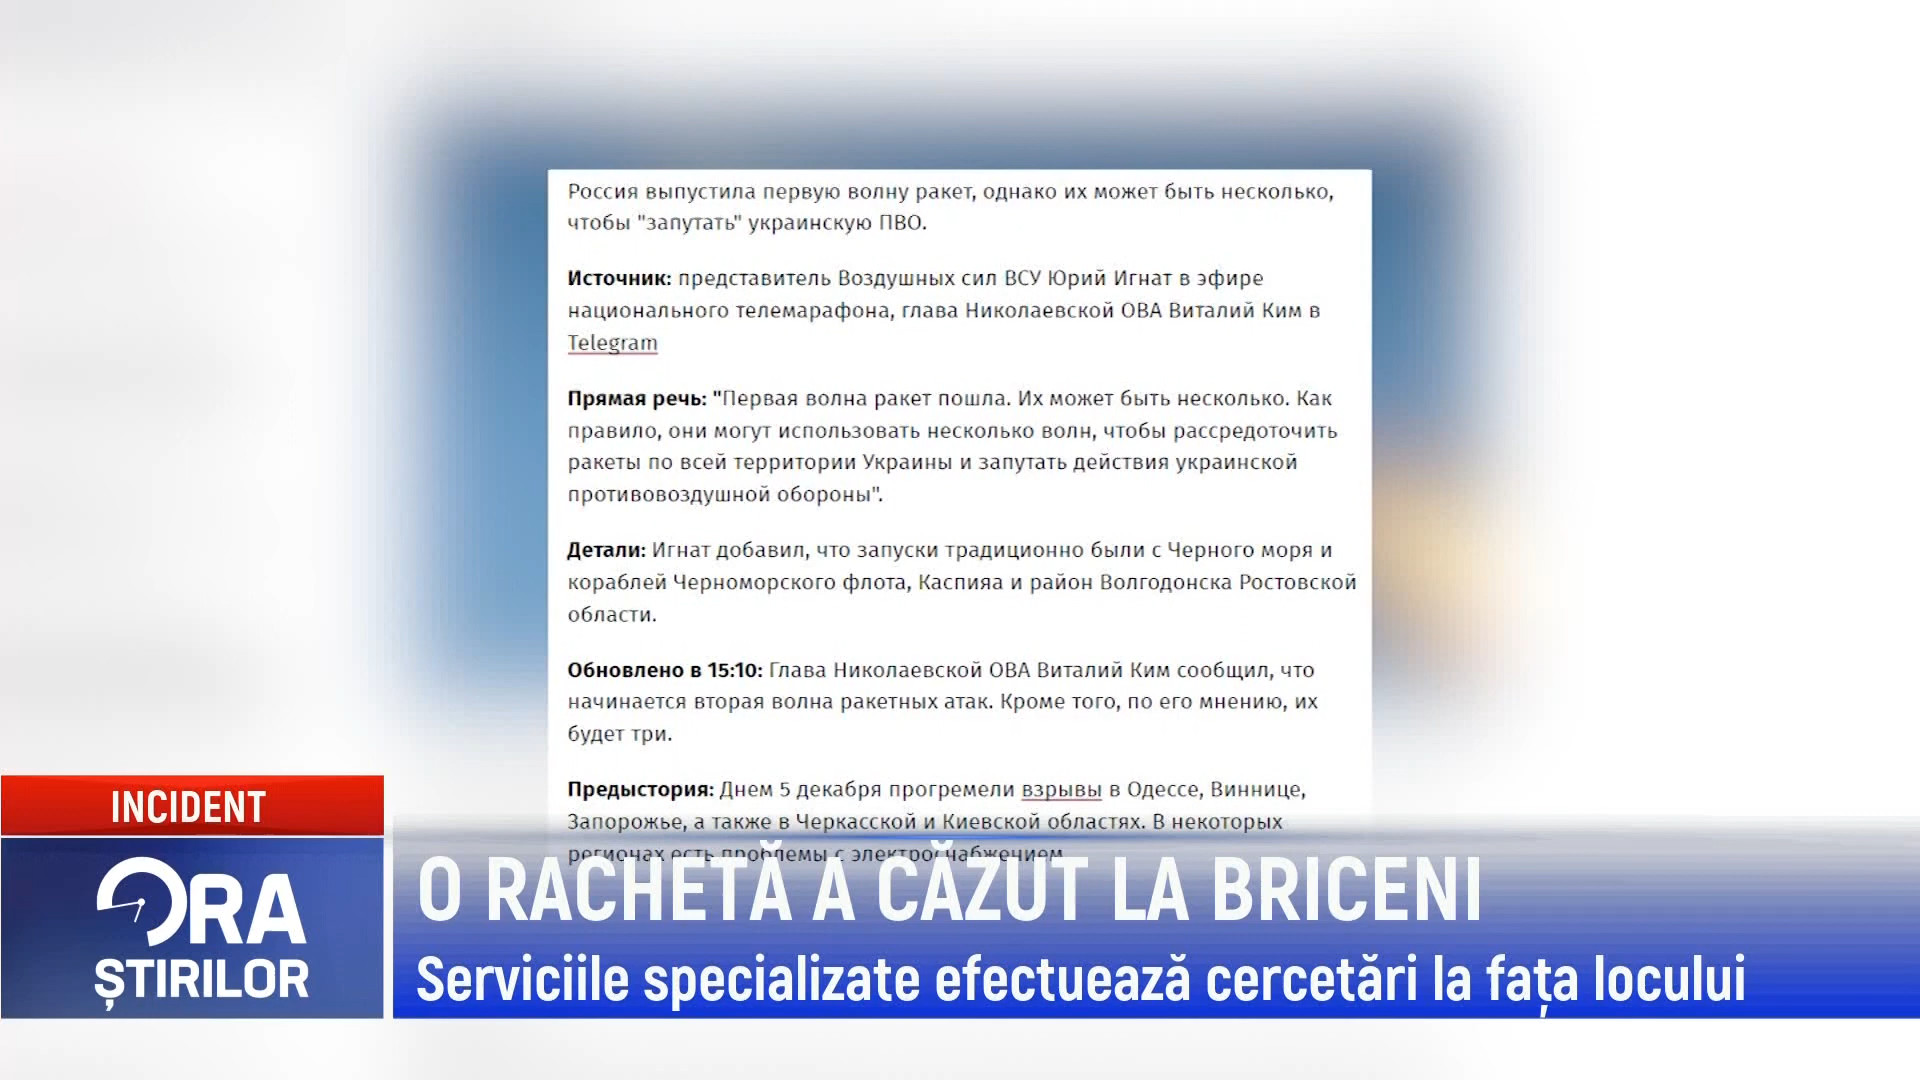 Россия выпустила первую волну ракет, однако их может быть несколько,
чтобы "запутать" украинскую ПВО.
Источник: представитель Воздушных сил ВСУ Юрий Игнат в эфире
национального телемарафона, глава Николаевской ОВА Виталий Ким в
Telegram
Прямая речь: "Первая волна ракет пошла. Их может быть несколько. Как
правило, они могут использовать несколько волн, чтобы рассредоточить
ракеты по всей территории Украины и запутать действия украинской
противовоздушной обороны".
Детали: Игнат добавил, что запуски традиционно были с Черного моря и
кораблей Черноморского флота, Каспияа и район Волгодонска Ростовской
области.
Обновлено в 15:10: Глава Николаевской ОВА Виталий Ким сообщил, что
начинается вторая волна ракетных атак. Кроме того, по его мнению, их
будет три.
Предыстория: Днем 5 декабря прогремели взрывы в Одессе, Виннице,
Запорожье, а также в Черкасской и Киевской областях. В некоторых
регионах есть проблемы с электроснабжением
INCIDENT
ORA
ȘTIRILOR
O RACHETĂ A CĂZUT LA BRICENI
Serviciile specializate efectuează cercetări la fața locului